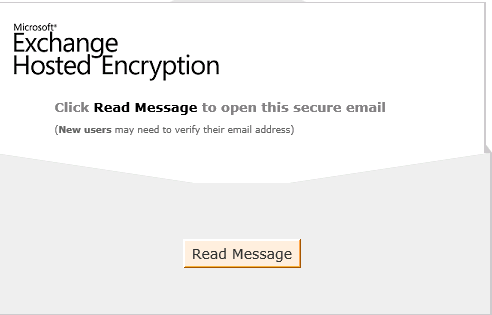 Microsoft®
Exchange
Hosted Encryption
Click Read Message to open this secure email
(New users may need to verify their email address)
Read Message